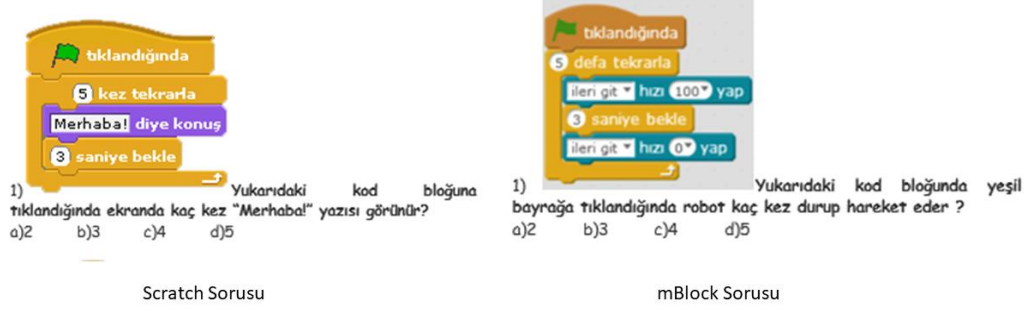 tıklandığında
5 kez tekrarla
Merhaba! diye konuş
3 saniye bekle
1) Yukarıdaki kod bloğuna
tıklandığında ekranda kaç kez “Merhaba!” yazısı görünür?
a)2 b)3 c)4 d)5
Scratch Sorusu
tıklandığında
5 defa tekrarla
ileri git hızı 100 yap
3 saniye bekle
ileri git hızı 0 yap
1) Yukarıdaki kod bloğunda yeşil
bayrağa tıklandığında robot kaç kez durup hareket eder ?
a)2 b)3 c)4 d)5
mBlock Sorusu